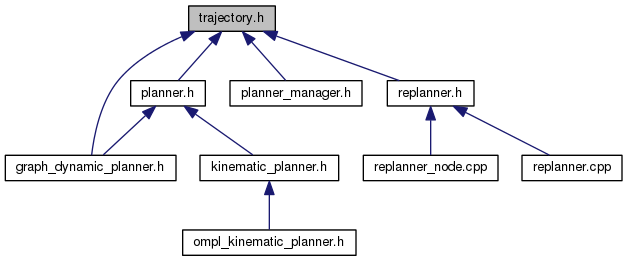 trajectory.h
planner.h
planner_manager.h
replanner.h
graph_dynamic_planner.h
kinematic_planner.h
replanner_node.cpp
replanner.cpp
ompl_kinematic_planner.h